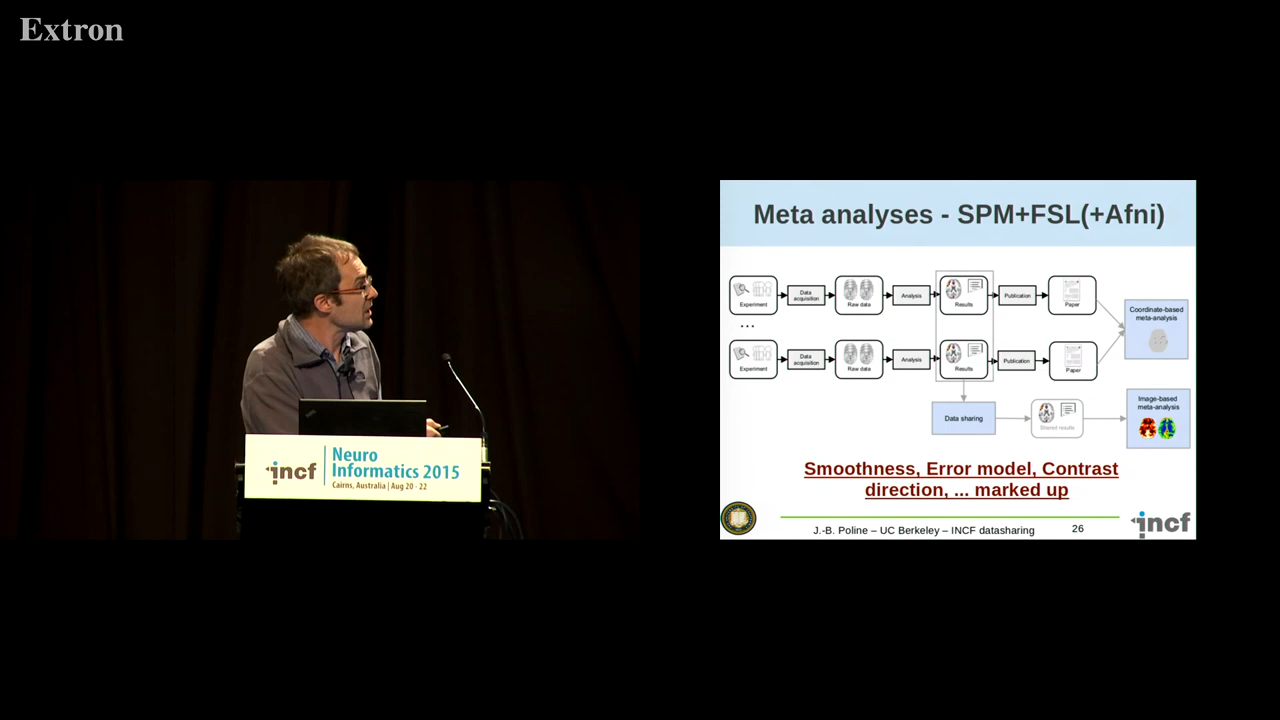 Extron
incf
Neuro
Informatics 2015
Cairns, Australia | Aug 20 - 22
Meta analyses - SPM+FSL(+Afni)
Experiment
Data
acquisition
Raw data
Analysis
Results
Publication
Paper
...
Experiment
Data
acquisition
Raw data
Analysis
Results
Publication
Paper
Coordinate-based
meta-analysis
Data sharing
Shared results
Image-based
meta-analysis
Smoothness, Error model, Contrast
direction, ... marked up
J.-B. Poline – UC Berkeley – INCF datasharing
26
incf